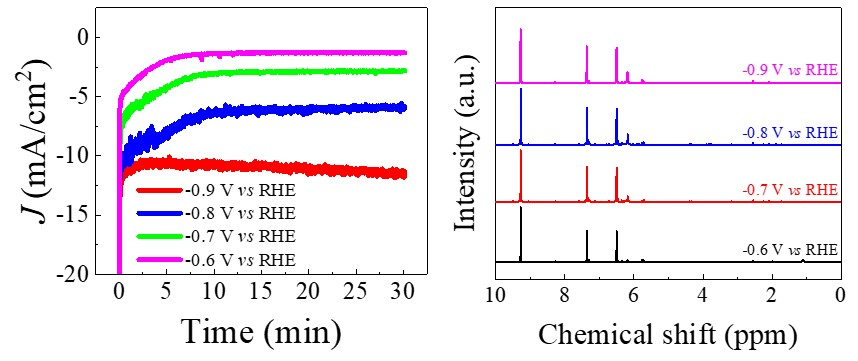 0
-5
-10
-15
-20
J (mA/cm2)
-0.9 V vs RHE
-0.8 V vs RHE
-0.7 V vs RHE
-0.6 V vs RHE
0 5 10 15 20 25 30
Time (min)
Intensity (a.u.)
-0.9 V vs RHE
-0.8 V vs RHE
-0.7 V vs RHE
-0.6 V vs RHE
10 8 6 4 2 0
Chemical shift (ppm)